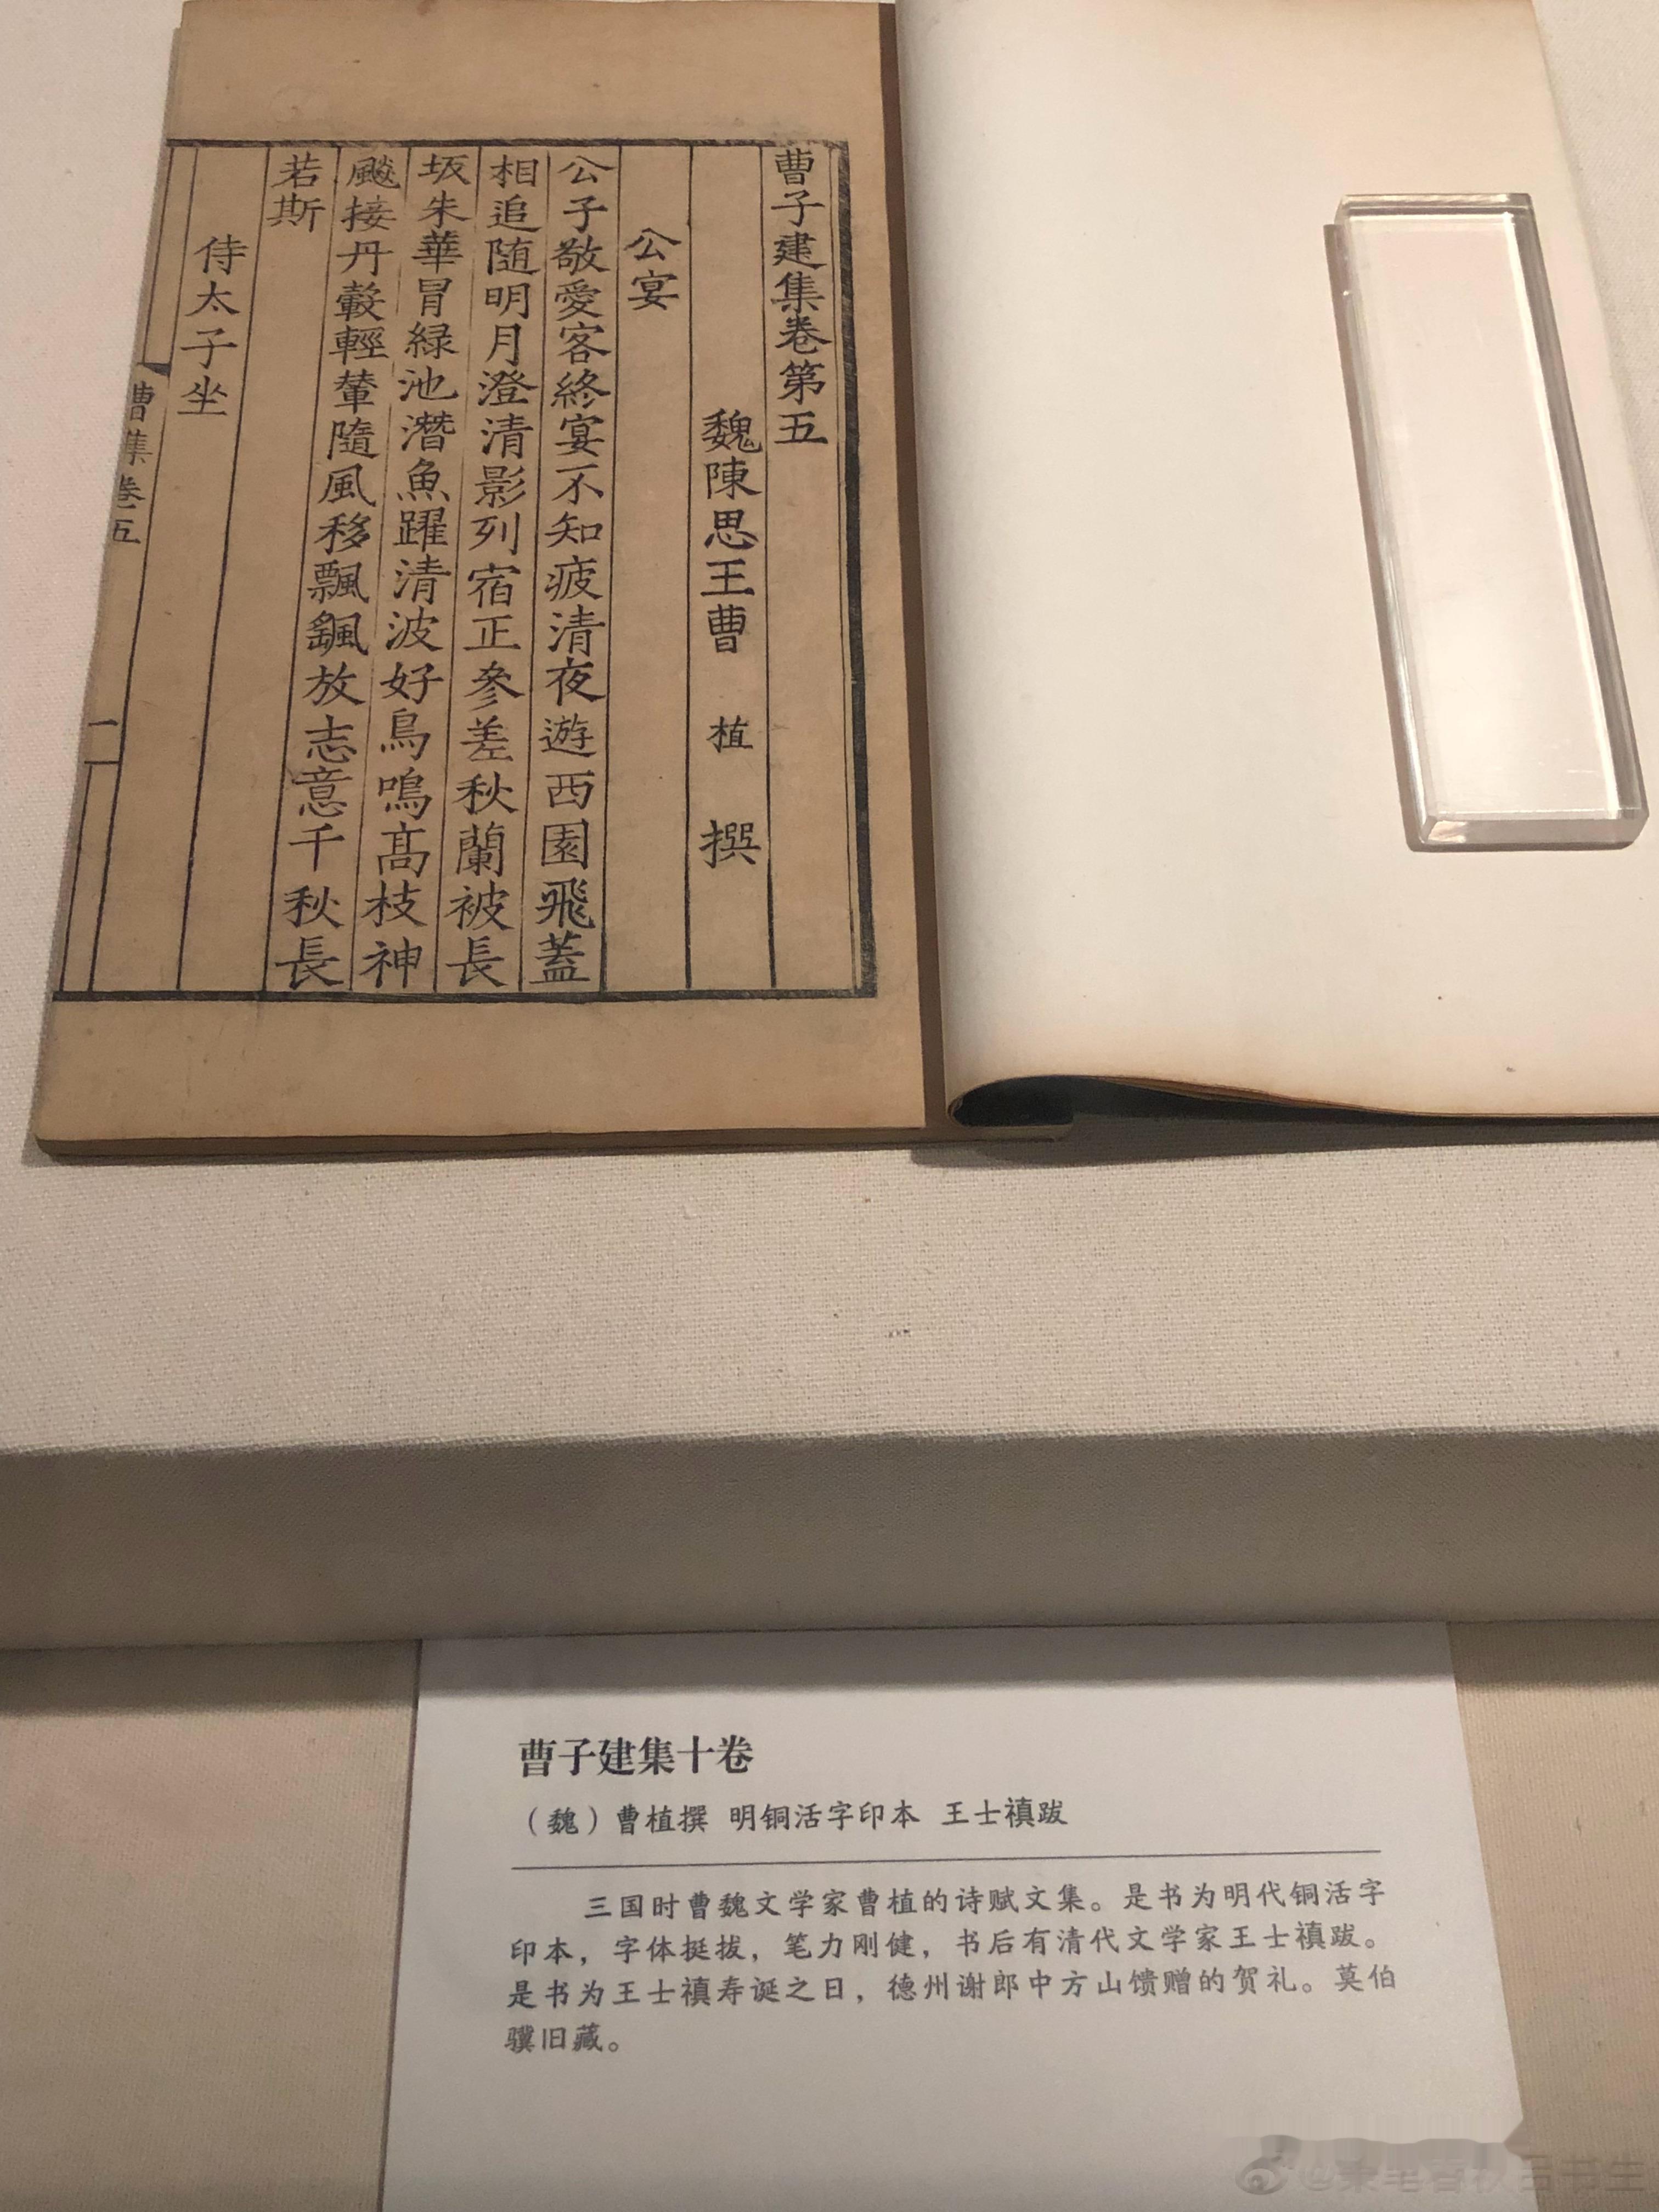 曹子建集卷第五
魏陳思王曹 植 撰
公宴
公子敬愛客終宴不知疲清夜遊西園飛蓋
相追隨明月澄清影列宿正參差秋蘭被長
坂朱華冒緑池潛魚躍清波好鳥鳴髙枝神
飈接丹轂輕輦隨風移飄颻放志意千秋長
若斯
侍太子坐
曹集卷五
一
曹子建集十卷
（魏）曹植撰 明铜活字印本 王士禛跋
三国时曹魏文学家曹植的诗赋文集。是书为明代铜活字
印本，字体挺拔，笔力刚健，书后有清代文学家王士禛跋。
是书为王士禛寿诞之日，德州谢郎中方山馈赠的贺礼。莫伯
骥旧藏。